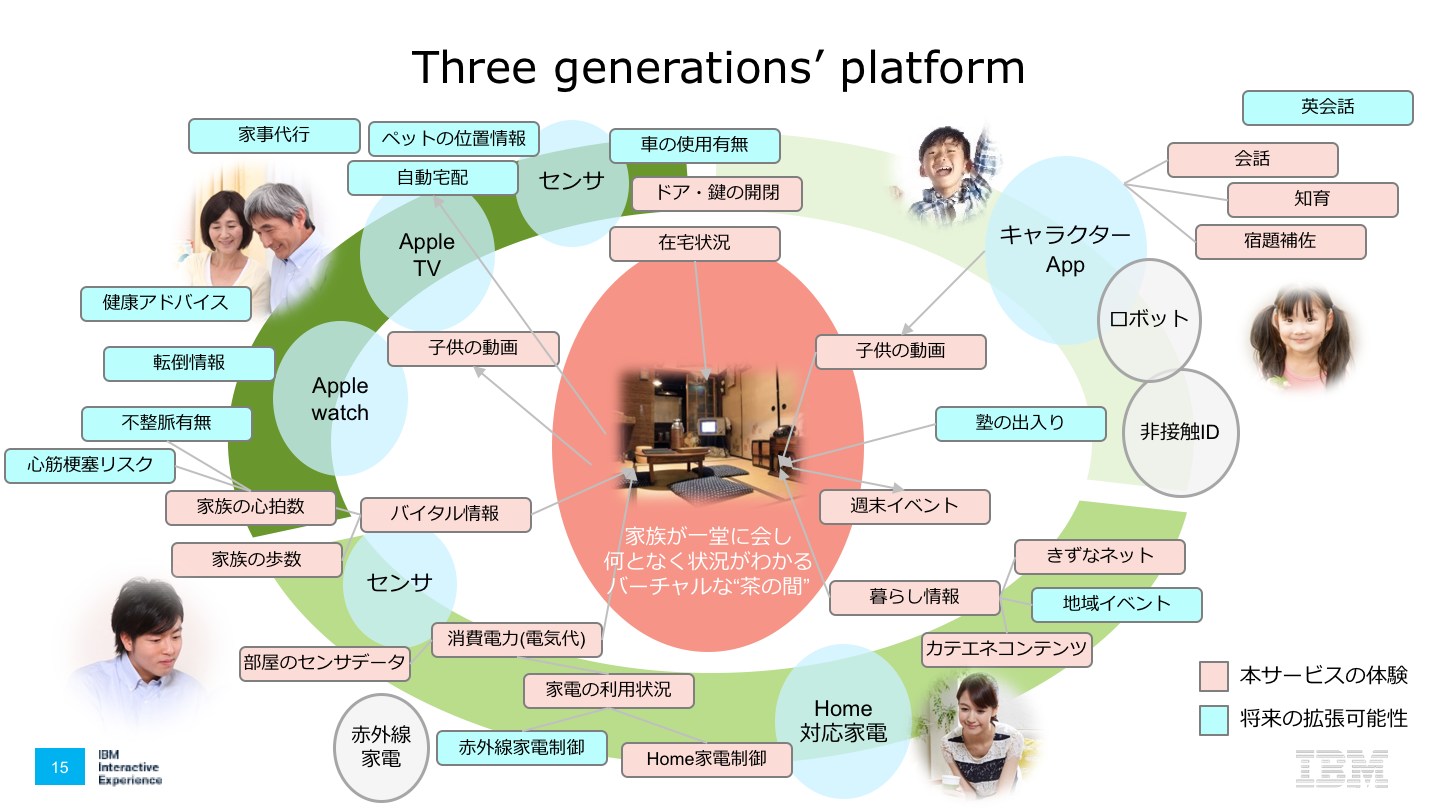 Three generations’ platform
英会話
家事代行
ペットの位置情報
車の使用有無
会話
自動宅配
センサ
ドア・鍵の開閉
知育
Apple
TV
在宅状況
キャラクター
App
宿題補佐
健康アドバイス
ロボット
子供の動画
子供の動画
転倒情報
Apple
watch
不整脈有無
塾の出入り
非接触ID
心筋梗塞リスク
家族の心拍数
バイタル情報
週末イベント
家族が一堂に会し
何となく状況がわかる
バーチャルな“茶の間”
家族の歩数
センサ
きずなネット
暮らし情報
地域イベント
消費電力(電気代)
カテエネコンテンツ
部屋のセンサデータ
家電の利用状況
本サービスの体験
将来の拡張可能性
Home
対応家電
赤外線
家電
赤外線家電制御
Home家電制御
15
IBM
Interactive
Experience
IBM